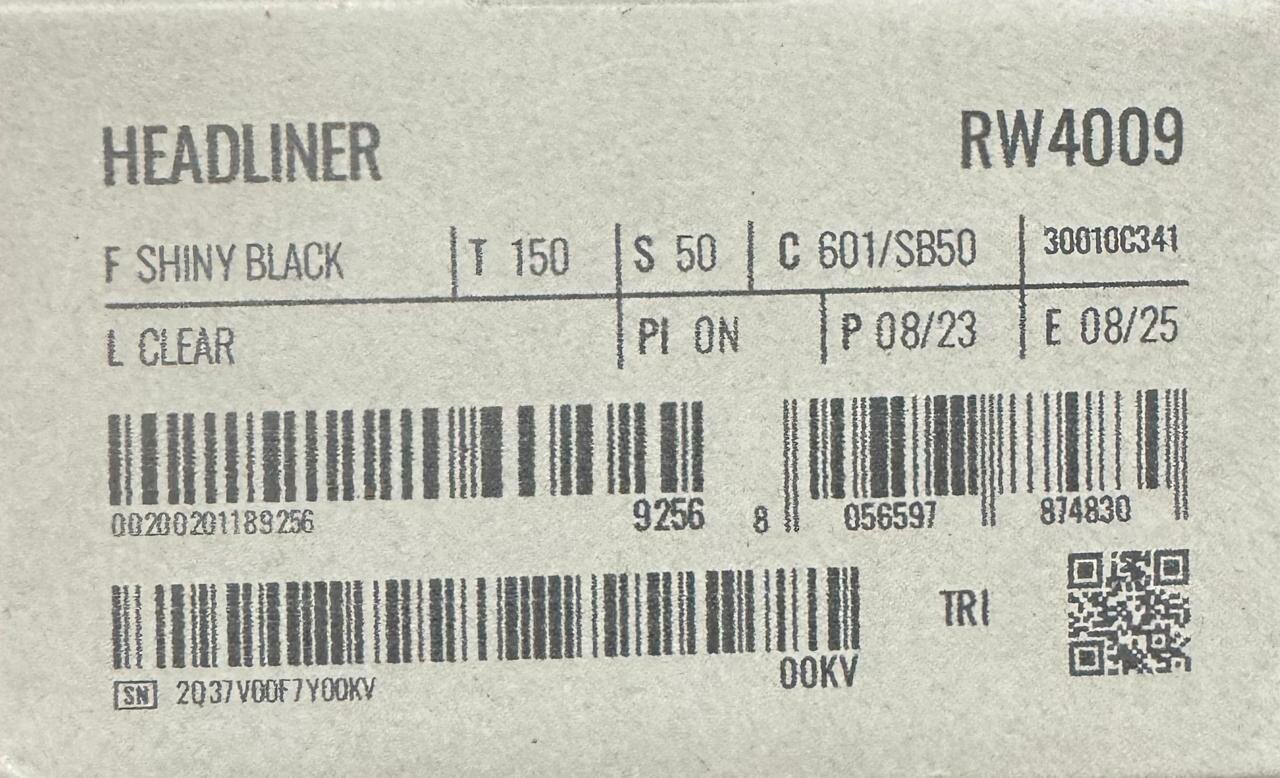 HEADLINER RW4009
F SHINY BLACK T 150 S 50 C 601/SB50 30010C341
L CLEAR PI ON P 08/23 E 08/25
00200201189256 9256 8 056597 874830
TRI
00KV
SN 2Q37V00F7Y00KV